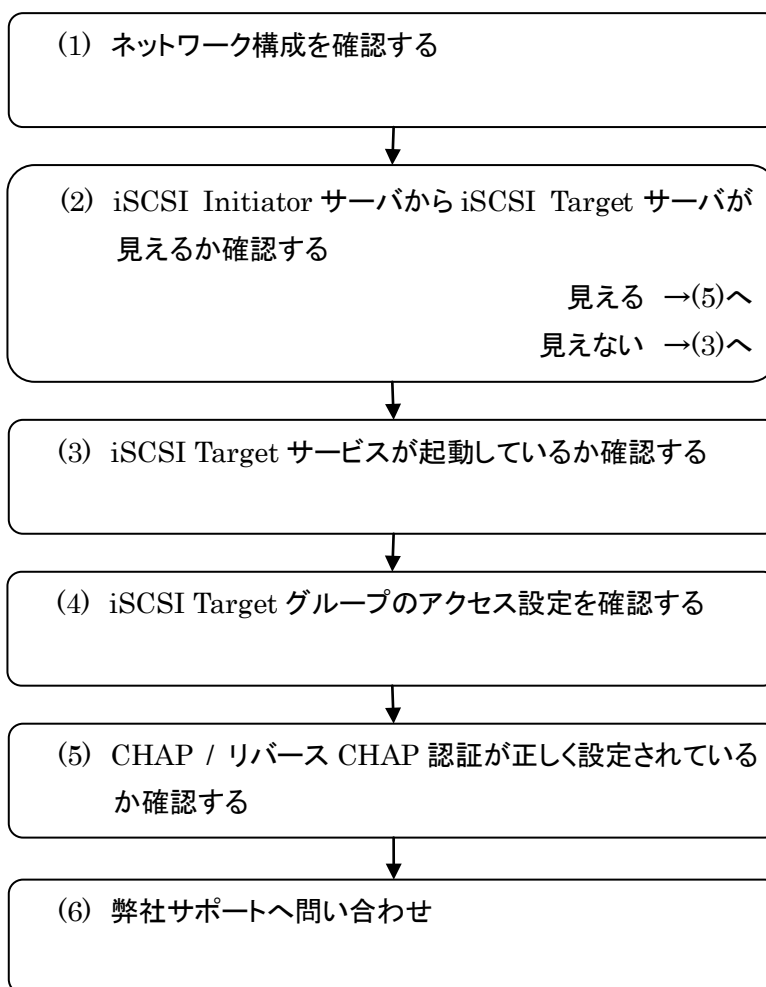 (1) ネットワーク構成を確認する
(2) iSCSI Initiator サーバから iSCSI Target サーバが
見えるか確認する
見える →(5)へ
見えない →(3)へ
(3) iSCSI Target サービスが起動しているか確認する
(4) iSCSI Target グループのアクセス設定を確認する
(5) CHAP / リバース CHAP 認証が正しく設定されている
か確認する
(6) 弊社サポートへ問い合わせ